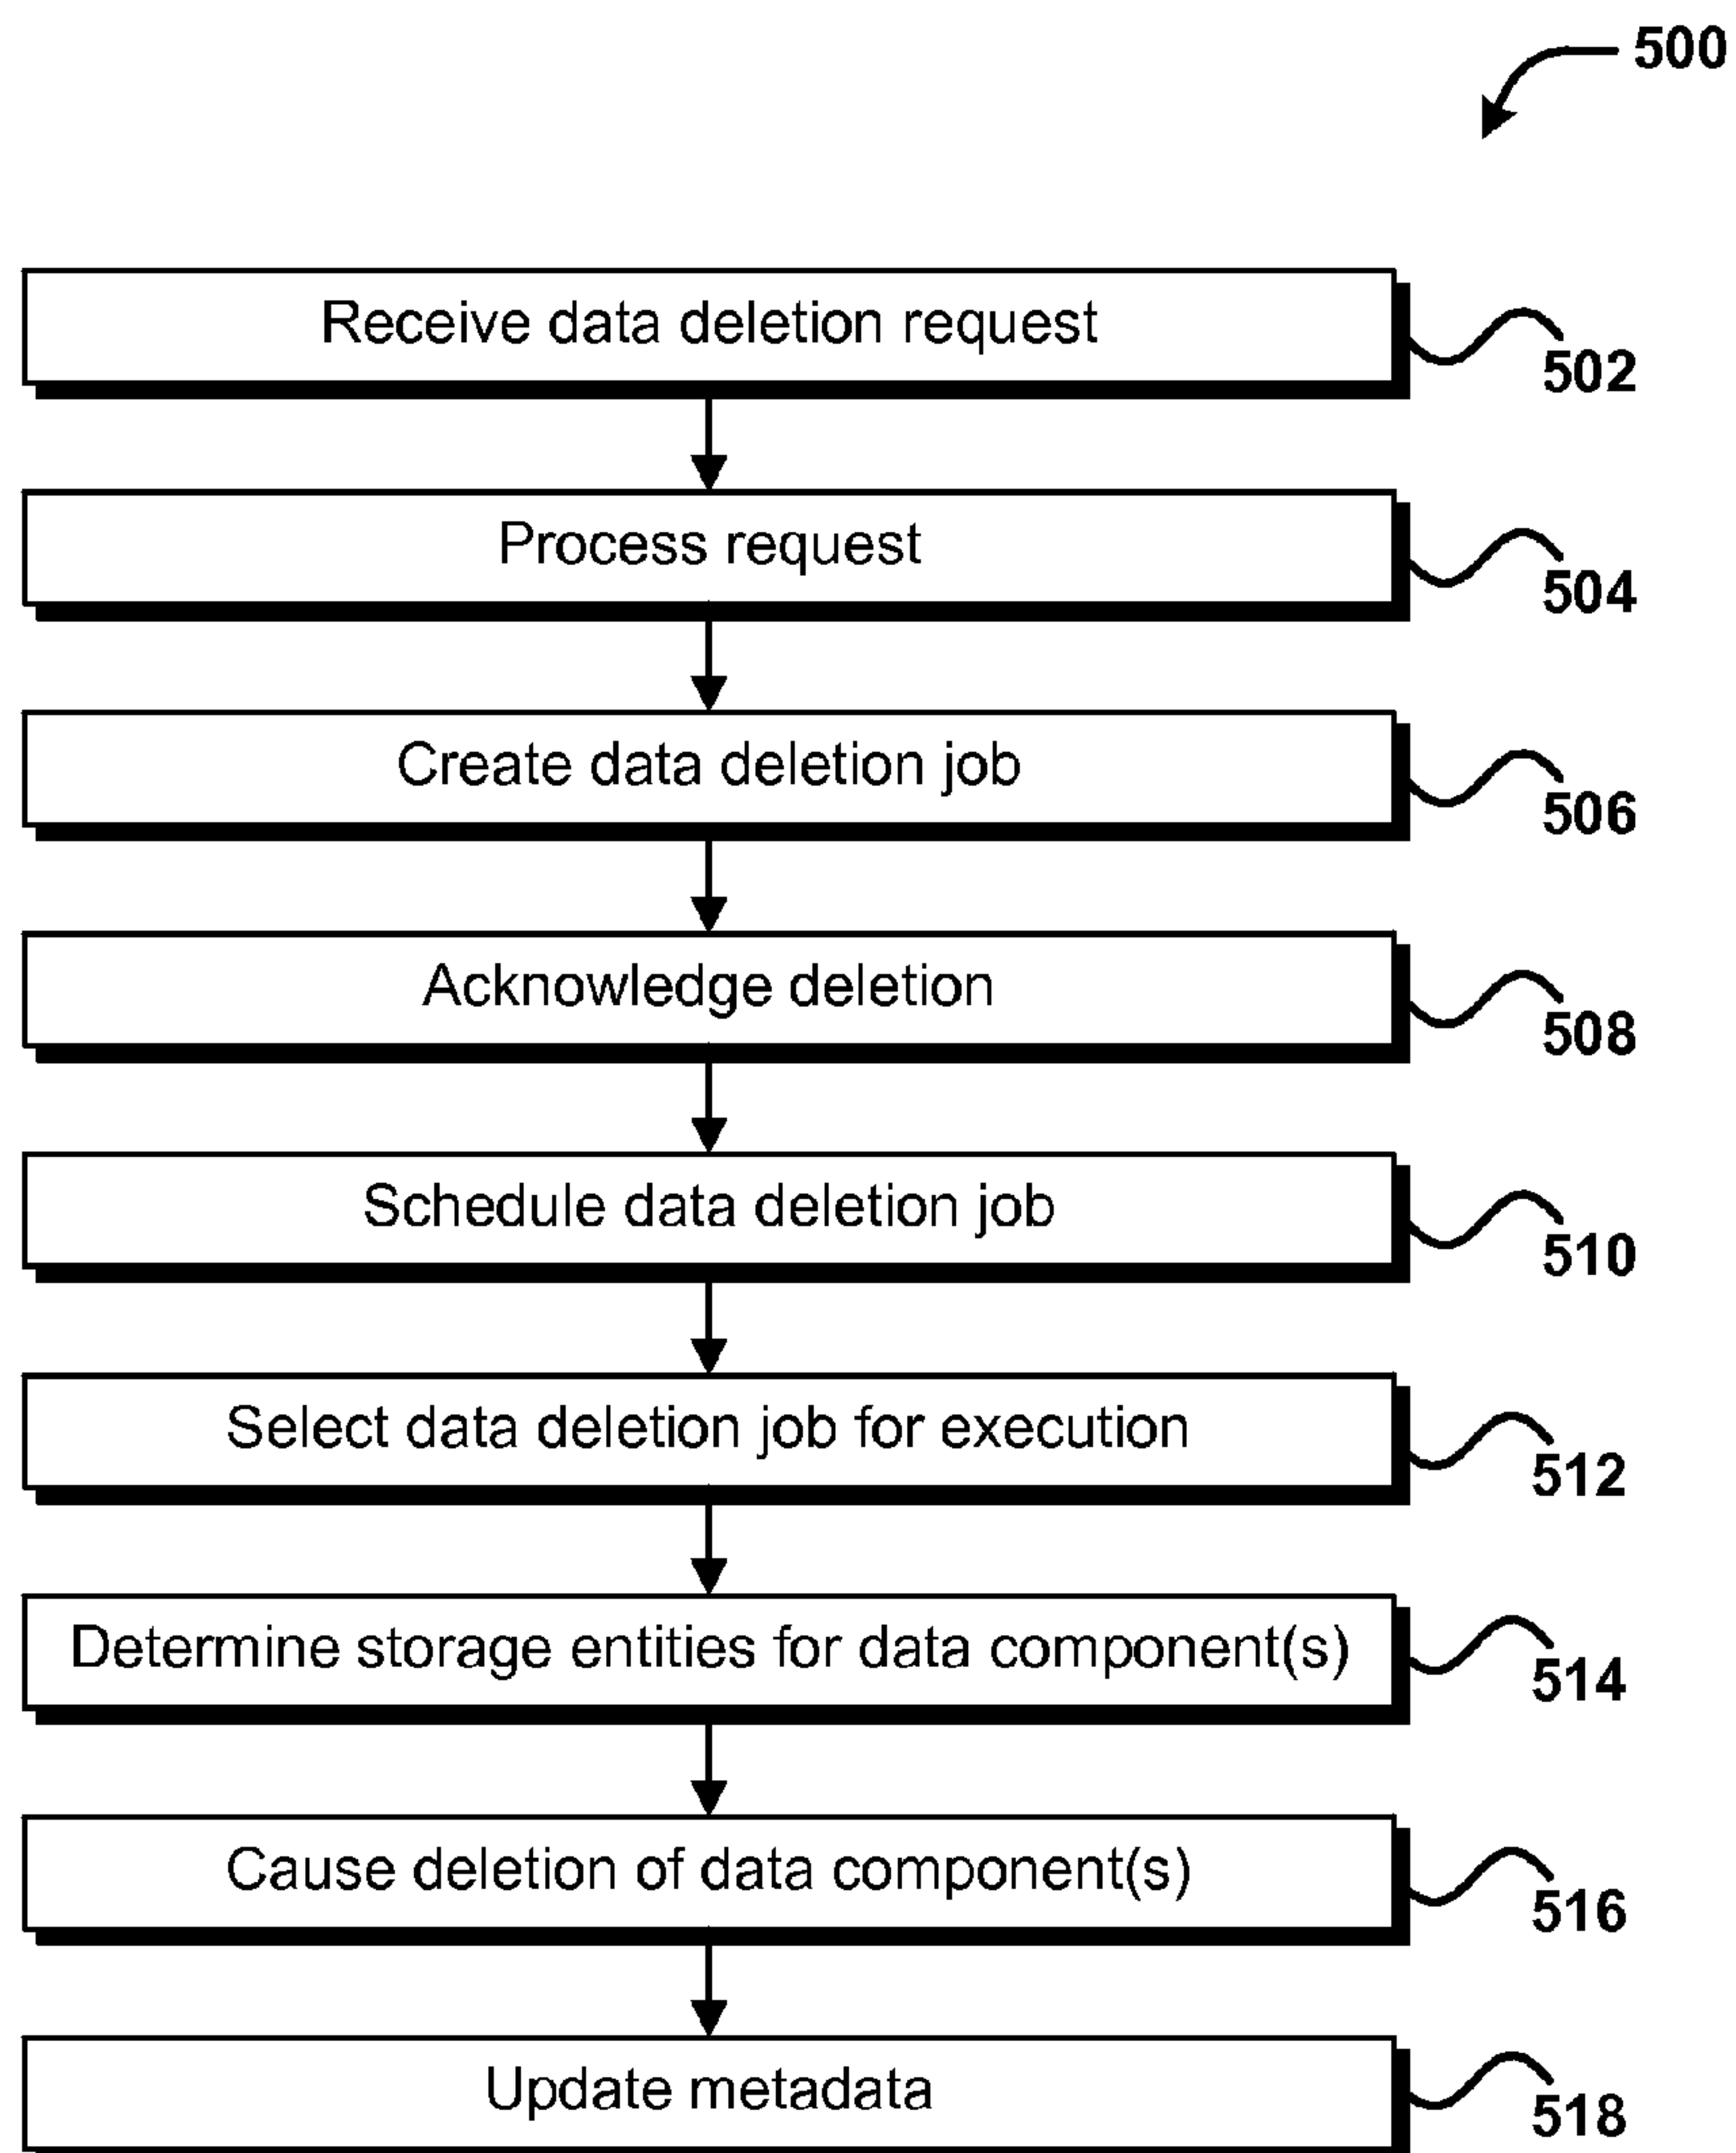 500
Receive data deletion request
502
Process request
504
Create data deletion job
506
Acknowledge deletion
508
Schedule data deletion job
510
Select data deletion job for execution
512
Determine storage entities for data component(s)
514
Cause deletion of data component(s)
516
Update metadata
518